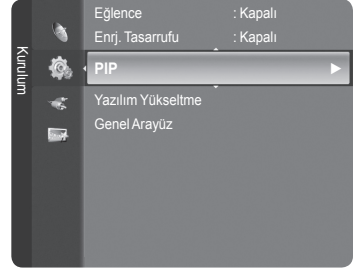 Kurulum
Eğlence : Kapalı
Enrj. Tasarrufu : Kapalı
PIP
Yazılım Yükseltme
Genel Arayüz